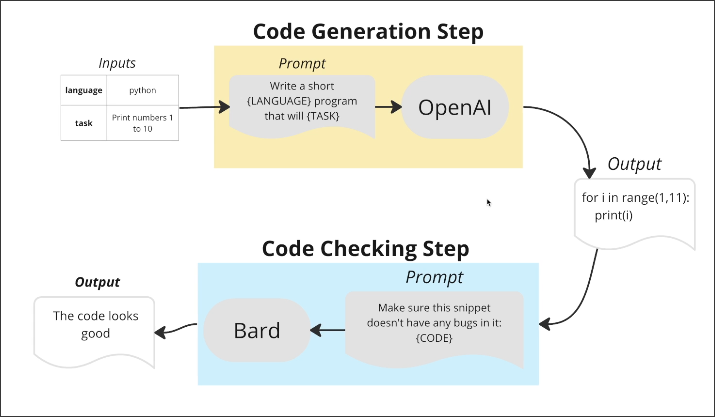 Code Generation Step
Inputs
language python
task Print numbers 1
to 10
Prompt
Write a short
{LANGUAGE} program
that will {TASK}
OpenAI
Output
for i in range(1,11):
print(i)
Code Checking Step
Prompt
Make sure this snippet
doesn't have any bugs in it:
{CODE}
Bard
Output
The code looks
good